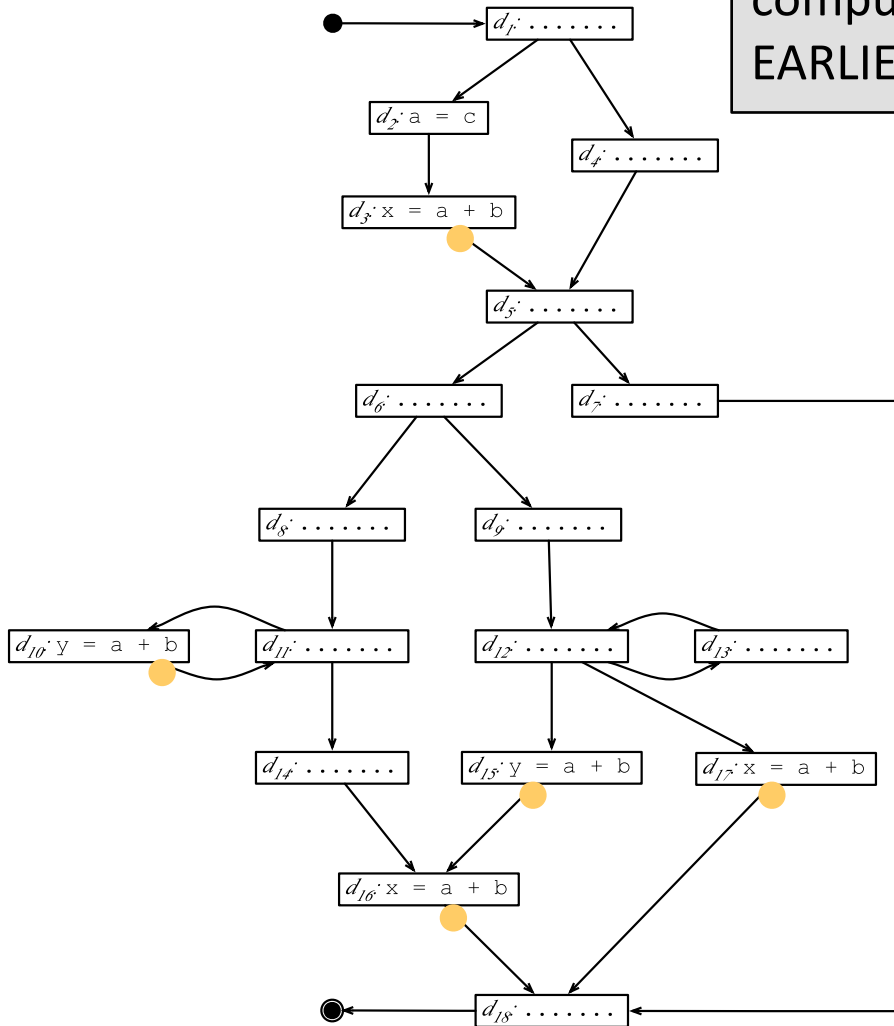 compu
EARLIE
d1: .......
d2: a = c
d4: .......
d3: x = a + b
d5: .......
d6: .......
d7: .......
d8: .......
d9: .......
d10: y = a + b
d11: .......
d12: .......
d13: .......
d14: .......
d15: y = a + b
d17: x = a + b
d16: x = a + b
d18: .......